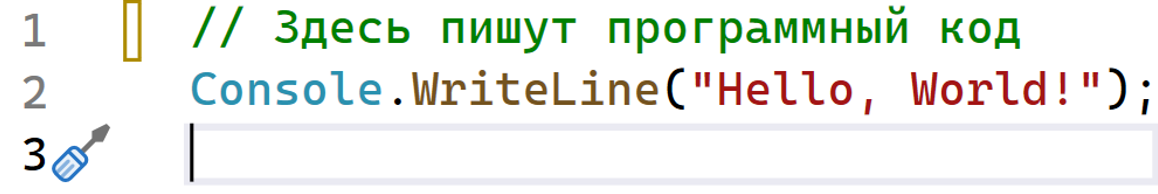 1 // Здесь пишут программный код
2 Console.WriteLine("Hello, World!");
3